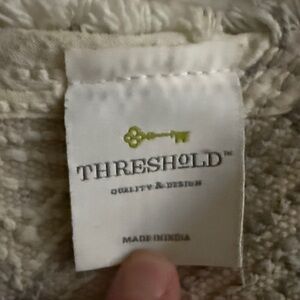 THRESHOLD™
QUALITY & DESIGN
MADE IN INDIA